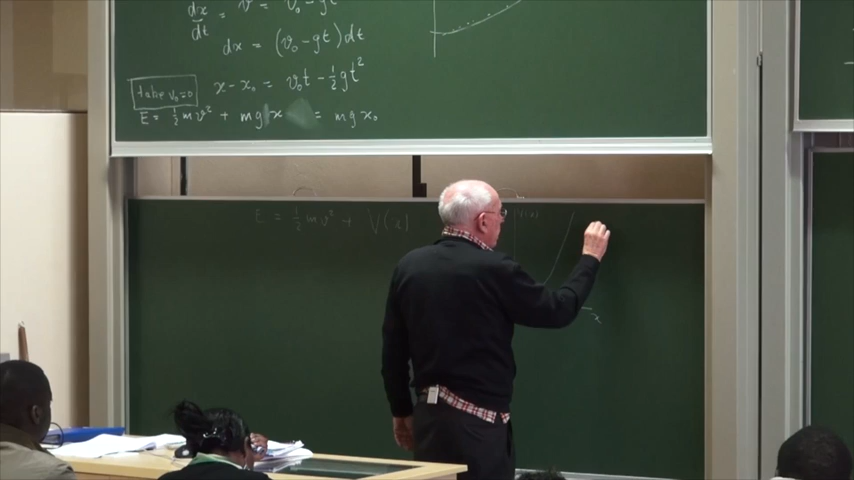 dx/dt = v = v₀ - gt
dx = (v₀ - gt) dt
x - x₀ = v₀t - ½gt²
take v₀=0
E = ½mv² + mgx = mgx₀
E = ½mv² + V(x)
V(x)
x